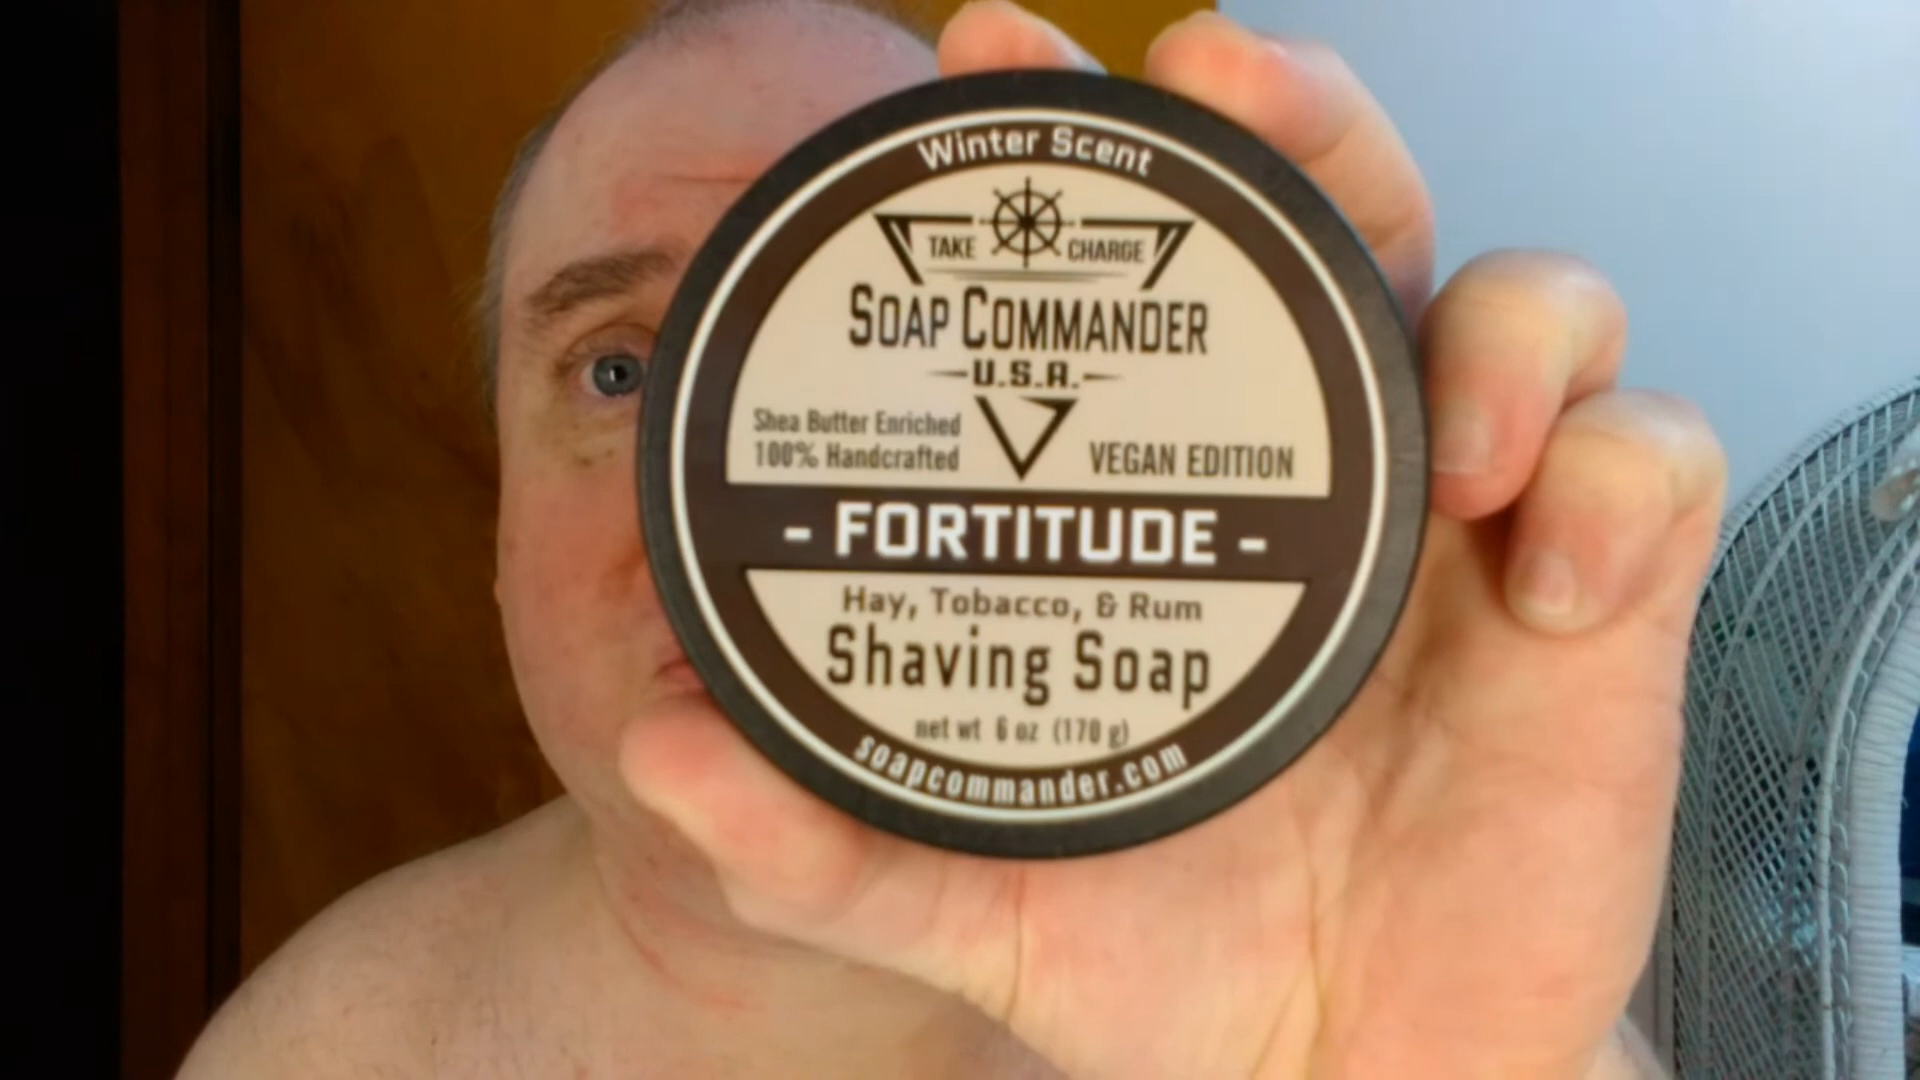 Winter Scent
TAKE CHARGE
SOAP COMMANDER
U.S.A.
Shea Butter Enriched
100% Handcrafted
VEGAN EDITION
- FORTITUDE -
Hay, Tobacco, & Rum
Shaving Soap
net wt 6 oz (170 g)
soapcommander.com